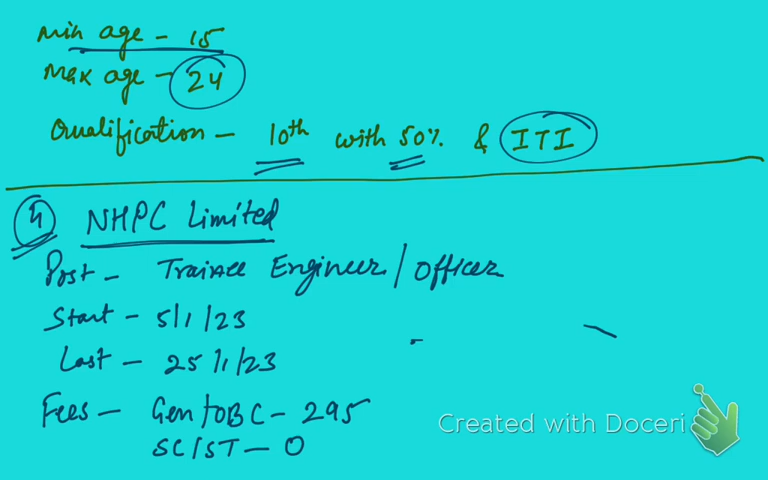 Min age - 15
Max age - 24
Qualification - 10th with 50% & ITI
4 NHPC Limited
Post - Trainee Engineer / Officer
Start - 5/1/23
Last - 25/1/23
Fees - Gen/OBC - 295
SC/ST - 0
Created with Doceri